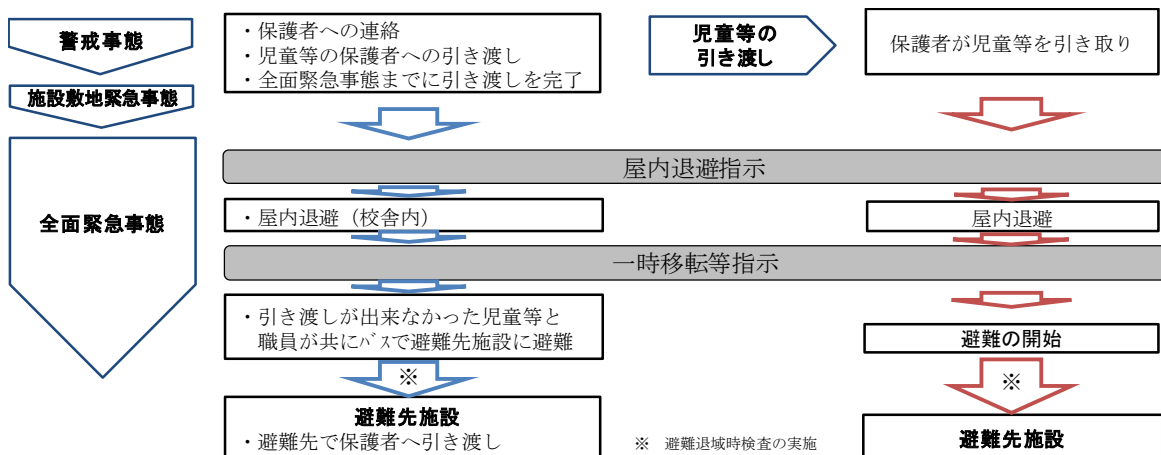 警戒事態
・保護者への連絡
・児童等の保護者への引き渡し
・全面緊急事態までに引き渡しを完了
児童等の
引き渡し
保護者が児童等を引き取り
施設敷地緊急事態
屋内退避指示
全面緊急事態
・屋内退避（校舎内）
屋内退避
一時移転等指示
・引き渡しが出来なかった児童等と
職員が共にﾊﾞｽで避難先施設に避難
避難の開始
※
※
避難先施設
・避難先で保護者へ引き渡し
※　避難退域時検査の実施
避難先施設